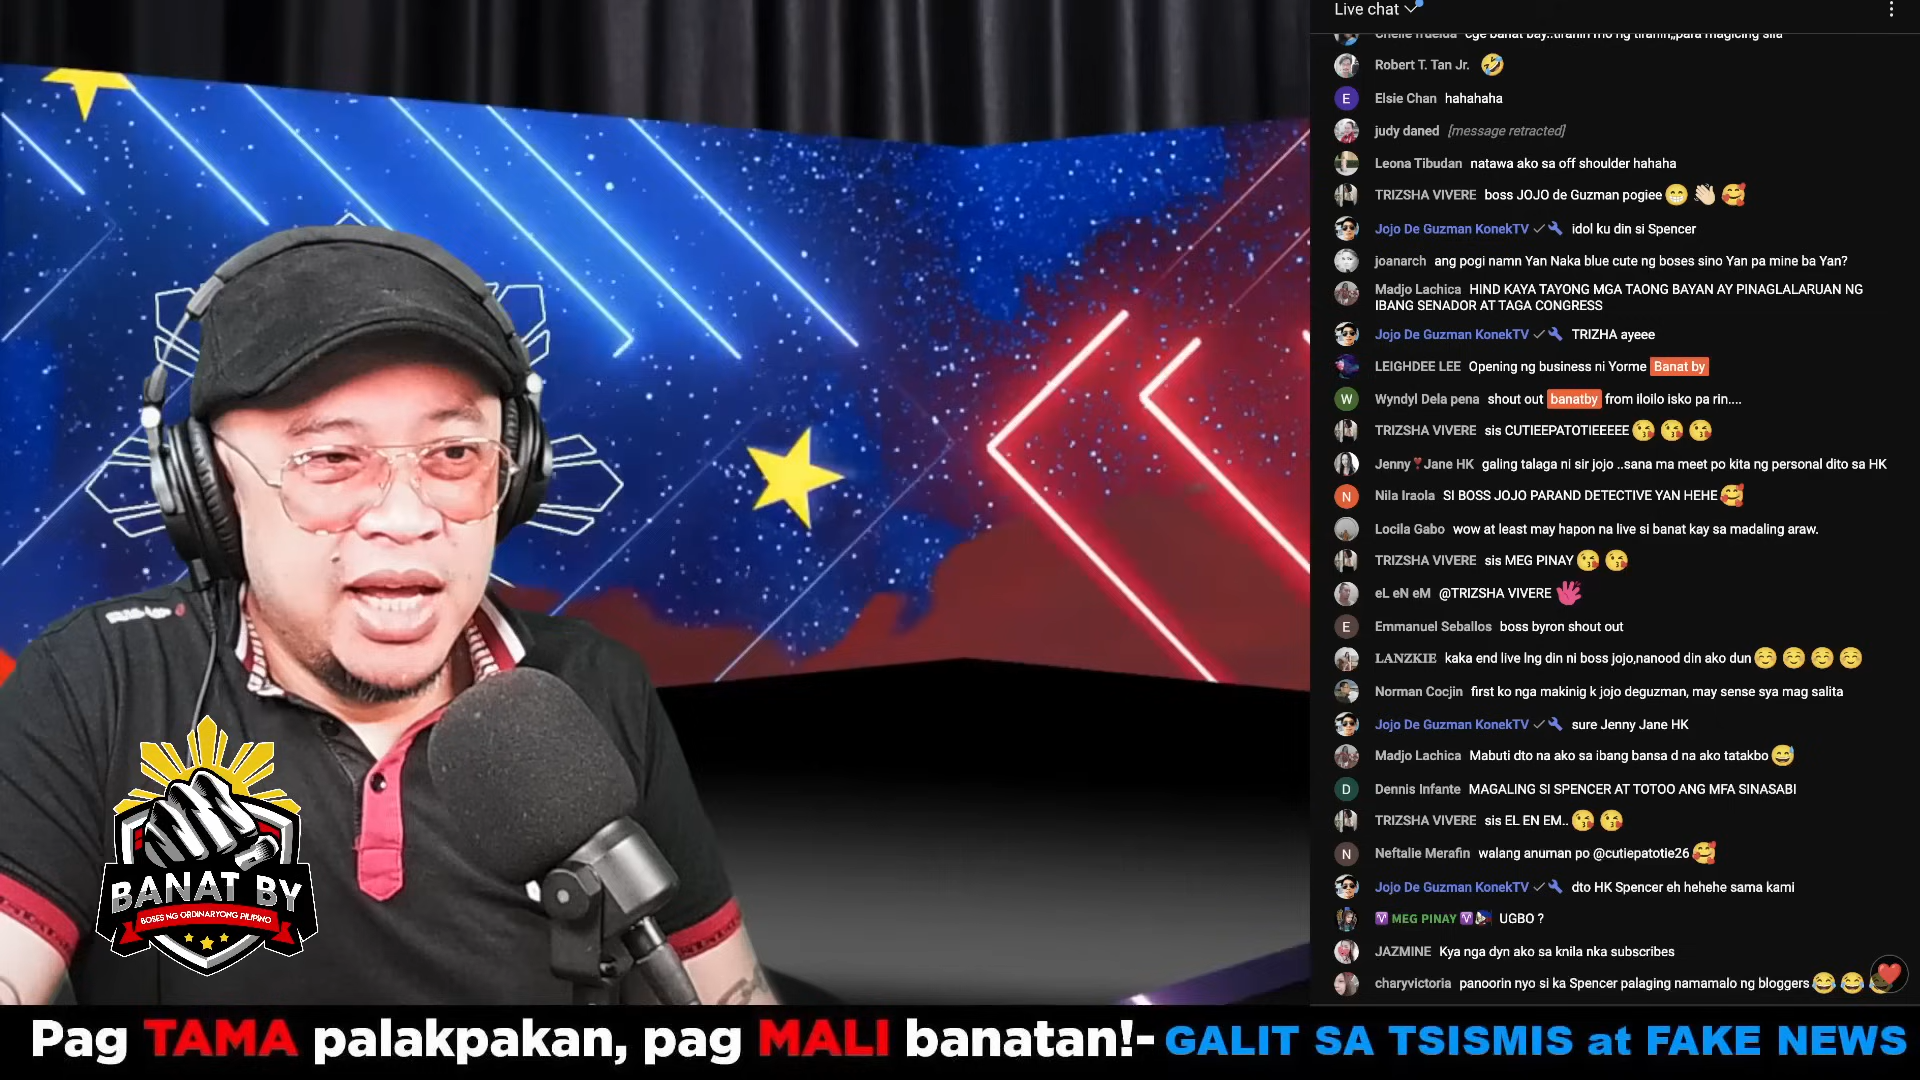 Live chat
Chelle Iruelda cge banat bay..tirahin mo ng tirahin,,para magicing sila
Robert T. Tan Jr. 🤣
E Elsie Chan hahahaha
judy daned [message retracted]
Leona Tibudan natawa ako sa off shoulder hahaha
TRIZSHA VIVERE boss JOJO de Guzman pogiee😁👏🏻🥰
Jojo De Guzman KonekTV idol ku din si Spencer
joanarch ang pogi namn Yan Naka blue cute ng boses sino Yan pa mine ba Yan?
Madjo Lachica HIND KAYA TAYONG MGA TAONG BAYAN AY PINAGLALARUAN NG
IBANG SENADOR AT TAGA CONGRESS
Jojo De Guzman KonekTV TRIZHA ayeee
LEIGHDEE LEE Opening ng business ni Yorme Banat by
W Wyndyl Dela pena shout out banatby from iloilo isko pa rin....
TRIZSHA VIVERE sis CUTIEEPATOTIEEEEE😘😘😘
Jenny❣Jane HK galing talaga ni sir jojo ..sana ma meet po kita ng personal dito sa HK
N Nila Iraola SI BOSS JOJO PARAND DETECTIVE YAN HEHE🥰
Locila Gabo wow at least may hapon na live si banat kay sa madaling araw.
TRIZSHA VIVERE sis MEG PINAY😘😘
eL eN eM @TRIZSHA VIVERE
E Emmanuel Seballos boss byron shout out
LANZKIE kaka end live lng din ni boss jojo,nanood din ako dun☺️☺️☺️☺️
Norman Cocjin first ko nga makinig k jojo deguzman, may sense sya mag salita
Jojo De Guzman KonekTV sure Jenny Jane HK
Madjo Lachica Mabuti dto na ako sa ibang bansa d na ako tatakbo😅
D Dennis Infante MAGALING SI SPENCER AT TOTOO ANG MFA SINASABI
TRIZSHA VIVERE sis EL EN EM..😘😘
N Neftalie Merafin walang anuman po @cutiepatotie26🥰
Jojo De Guzman KonekTV dto HK Spencer eh hehehe sama kami
V MEG PINAY V UGBO ?
JAZMINE Kya nga dyn ako sa knila nka subscribes
charyvictoria panoorin nyo si ka Spencer palaging namamalo ng bloggers😂😂
BANAT BY
BOSES NG ORDINARYONG PILIPINO
Pag TAMA palakpakan, pag MALI banatan!- GALIT SA TSISMIS at FAKE NEWS